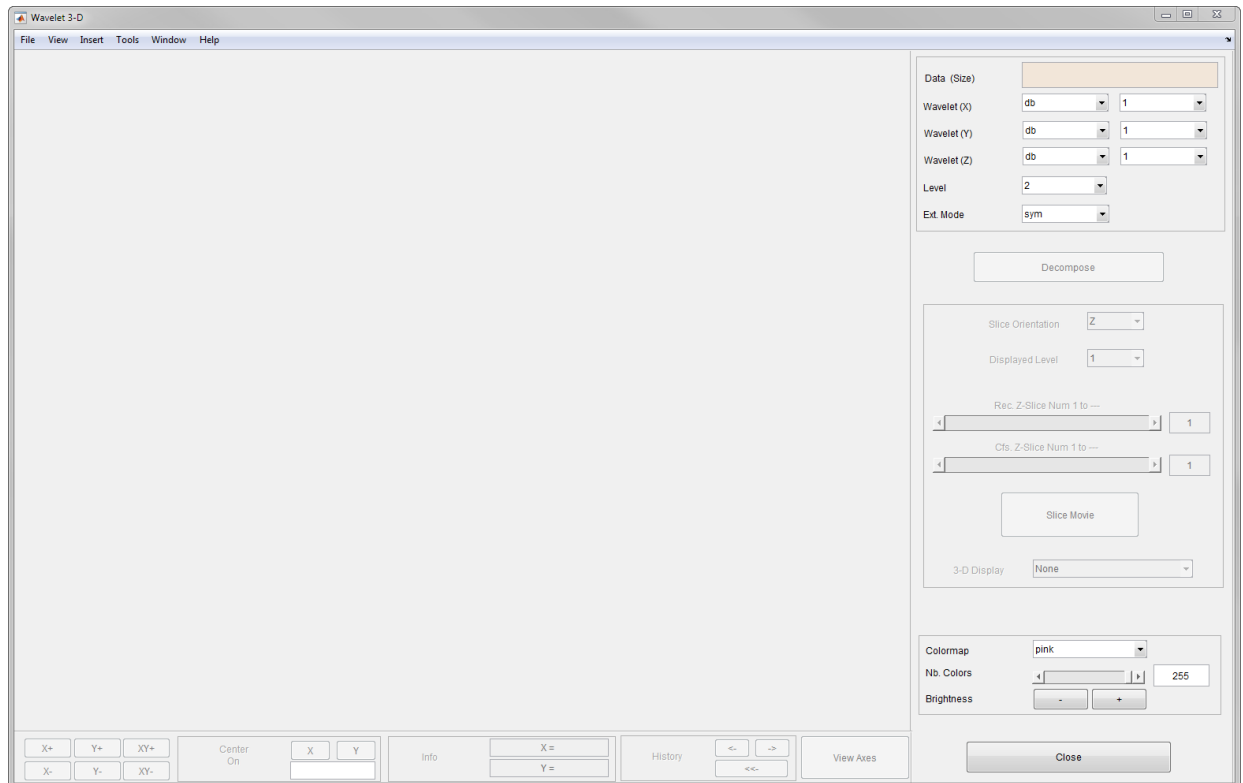 Wavelet 3-D
File View Insert Tools Window Help
Data (Size)
Wavelet (X) db 1
Wavelet (Y) db 1
Wavelet (Z) db 1
Level 2
Ext. Mode sym
Decompose
Slice Orientation Z
Displayed Level 1
Rec. Z-Slice Num 1 to ---
1
Cfs. Z-Slice Num 1 to ---
1
Slice Movie
3-D Display None
Colormap pink
Nb. Colors 255
Brightness - +
X+ Y+ XY+
X- Y- XY-
Center On X Y
Info X =
Y =
History <- ->
<<-
View Axes
Close